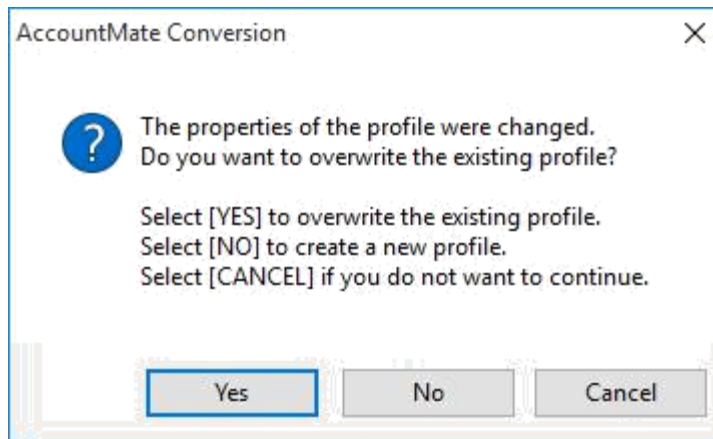 AccountMate Conversion
?
The properties of the profile were changed.
Do you want to overwrite the existing profile?
Select [YES] to overwrite the existing profile.
Select [NO] to create a new profile.
Select [CANCEL] if you do not want to continue.
Yes No Cancel